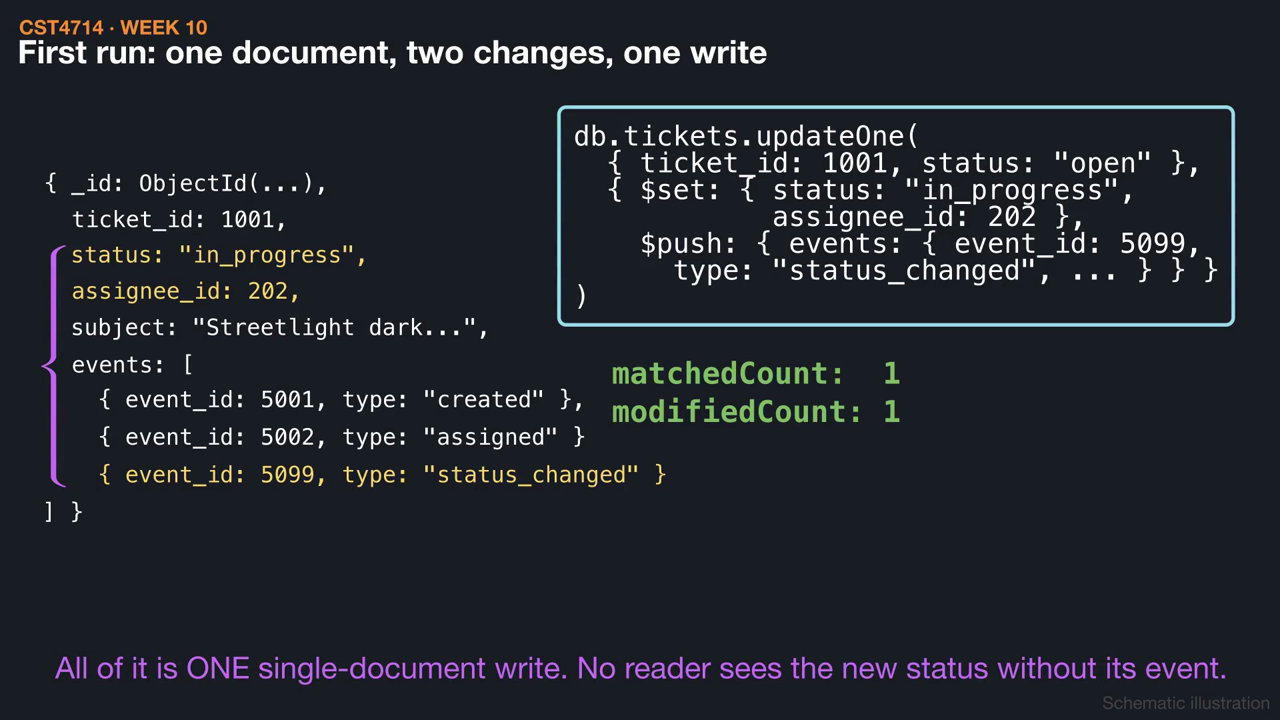 CST4714 · WEEK 10
First run: one document, two changes, one write
{ _id: ObjectId(...),
ticket_id: 1001,
status: "in_progress",
assignee_id: 202,
subject: "Streetlight dark...",
events: [
{ event_id: 5001, type: "created" },
{ event_id: 5002, type: "assigned" }
{ event_id: 5099, type: "status_changed" }
] }
db.tickets.updateOne(
{ ticket_id: 1001, status: "open" },
{ $set: { status: "in_progress",
assignee_id: 202 },
$push: { events: { event_id: 5099,
type: "status_changed", ... } } }
)
matchedCount: 1
modifiedCount: 1
All of it is ONE single-document write. No reader sees the new status without its event.
Schematic illustration